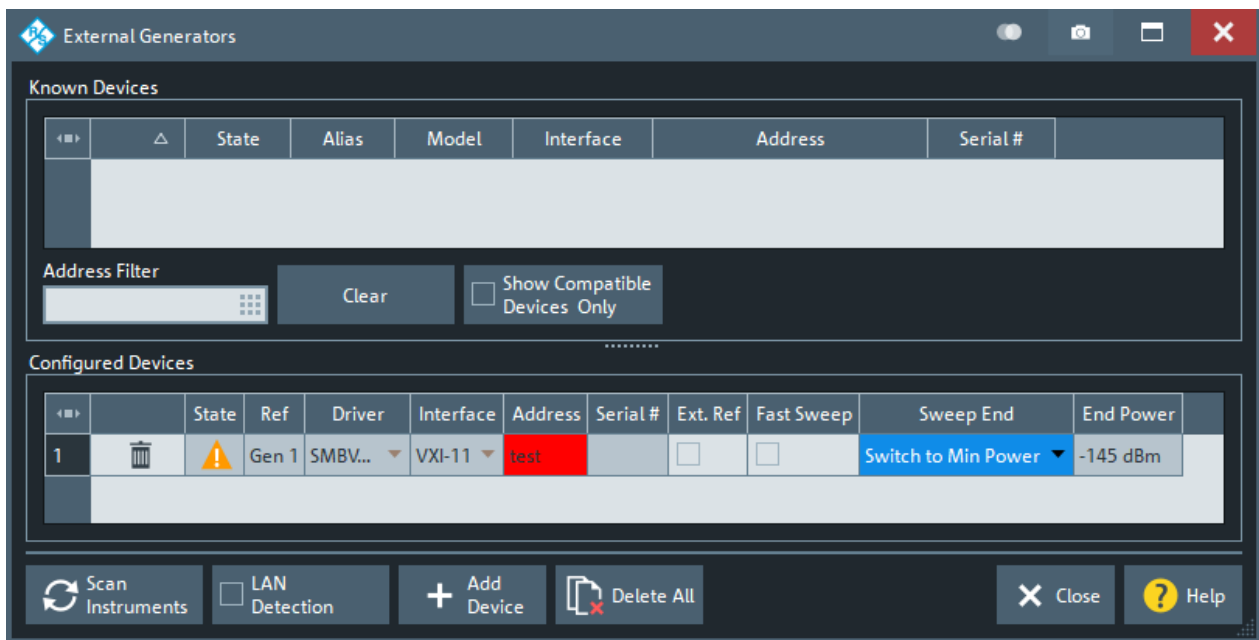 External Generators
Known Devices
State Alias Model Interface Address Serial #
Address Filter
Clear
Show Compatible
Devices Only
Configured Devices
State Ref Driver Interface Address Serial # Ext. Ref Fast Sweep Sweep End End Power
1 Gen 1 SMBV... VXI-11 test Switch to Min Power -145 dBm
Scan
Instruments
LAN
Detection
Add
Device
Delete All
Close
? Help